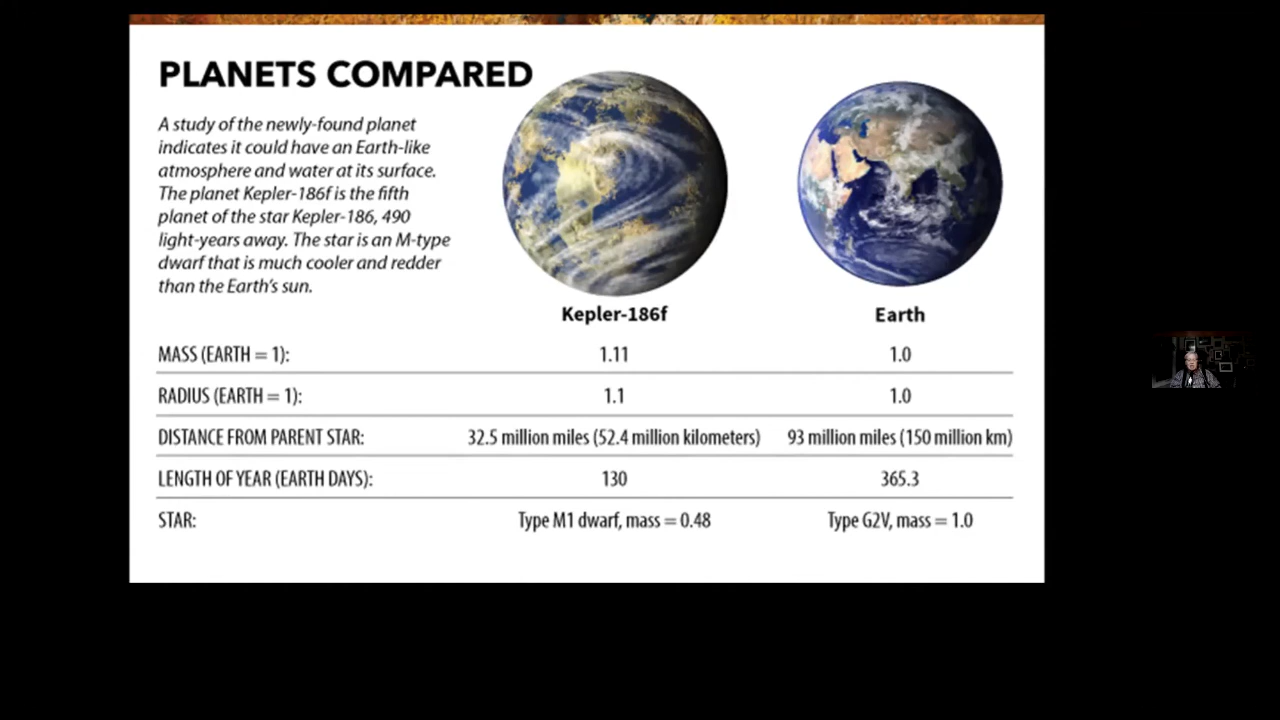 PLANETS COMPARED
A study of the newly-found planet
indicates it could have an Earth-like
atmosphere and water at its surface.
The planet Kepler-186f is the fifth
planet of the star Kepler-186, 490
light-years away. The star is an M-type
dwarf that is much cooler and redder
than the Earth's sun.
Kepler-186f Earth
MASS (EARTH = 1): 1.11 1.0
RADIUS (EARTH = 1): 1.1 1.0
DISTANCE FROM PARENT STAR: 32.5 million miles (52.4 million kilometers) 93 million miles (150 million km)
LENGTH OF YEAR (EARTH DAYS): 130 365.3
STAR: Type M1 dwarf, mass = 0.48 Type G2V, mass = 1.0